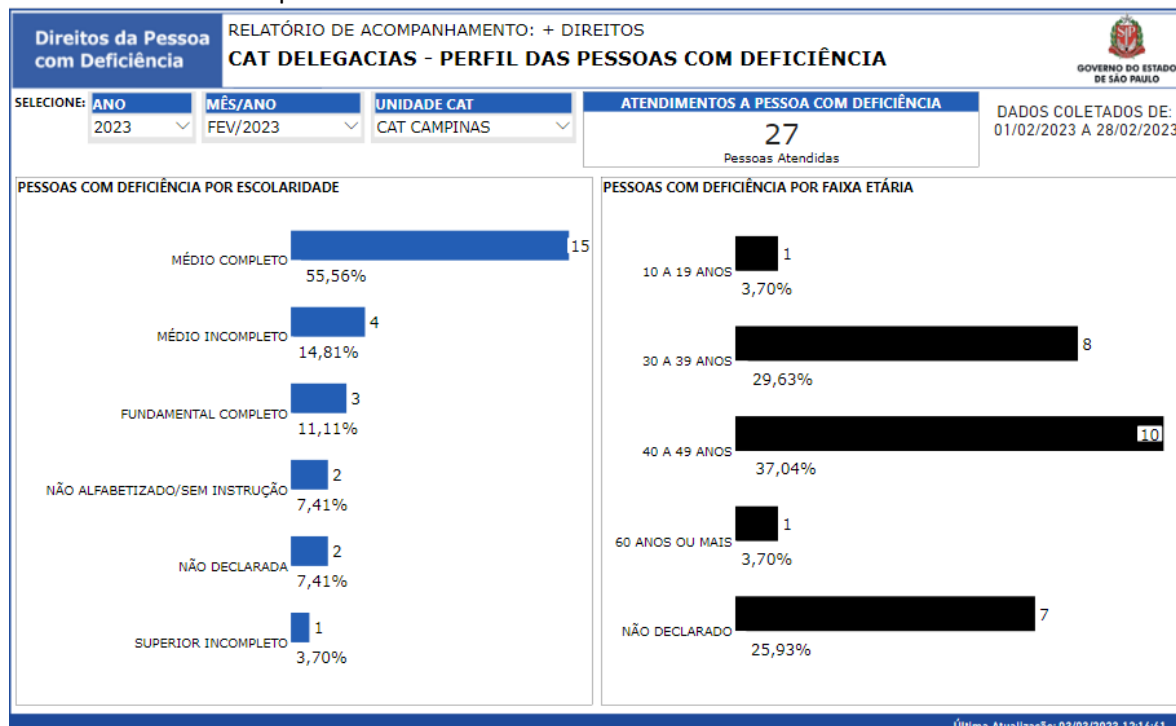 Direitos da Pessoa
com Deficiência
RELATÓRIO DE ACOMPANHAMENTO: + DIREITOS
CAT DELEGACIAS - PERFIL DAS PESSOAS COM DEFICIÊNCIA
GOVERNO DO ESTADO
DE SÃO PAULO
SELECIONE:
ANO
2023
MÊS/ANO
FEV/2023
UNIDADE CAT
CAT CAMPINAS
ATENDIMENTOS A PESSOA COM DEFICIÊNCIA
27
Pessoas Atendidas
DADOS COLETADOS DE:
01/02/2023 A 28/02/2023
PESSOAS COM DEFICIÊNCIA POR ESCOLARIDADE
MÉDIO COMPLETO
15
55,56%
MÉDIO INCOMPLETO
4
14,81%
FUNDAMENTAL COMPLETO
3
11,11%
NÃO ALFABETIZADO/SEM INSTRUÇÃO
2
7,41%
NÃO DECLARADA
2
7,41%
SUPERIOR INCOMPLETO
1
3,70%
PESSOAS COM DEFICIÊNCIA POR FAIXA ETÁRIA
10 A 19 ANOS
1
3,70%
30 A 39 ANOS
8
29,63%
40 A 49 ANOS
10
37,04%
60 ANOS OU MAIS
1
3,70%
NÃO DECLARADO
7
25,93%